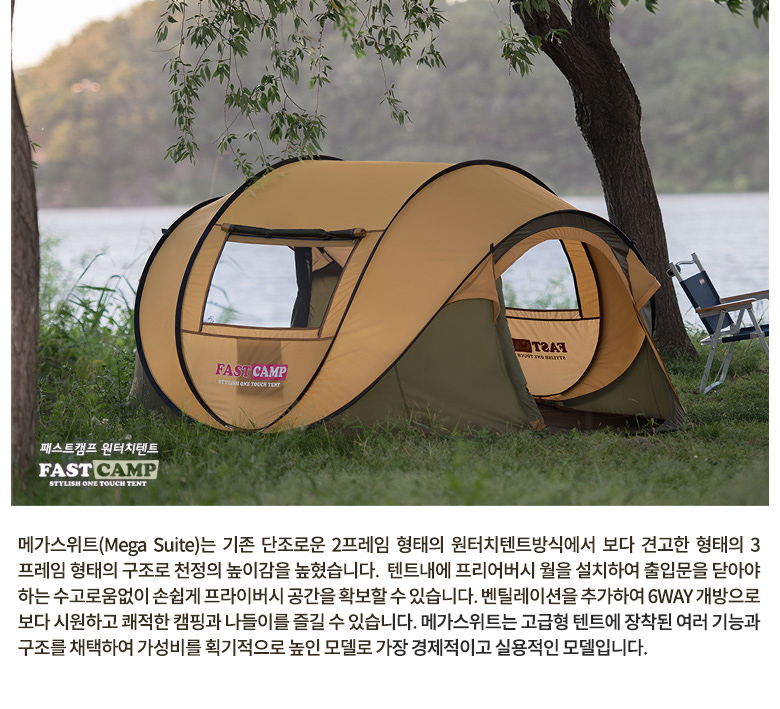 FAST CAMP
STYLISH ONE TOUCH TENT
FAST
STYLISH ONE TOUCH
패스트캠프 원터치텐트
FAST CAMP
STYLISH ONE TOUCH TENT
메가스위트(Mega Suite)는 기존 단조로운 2프레임 형태의 원터치텐트방식에서 보다 견고한 형태의 3
프레임 형태의 구조로 천정의 높이감을 높혔습니다. 텐트내에 프리어버시 월을 설치하여 출입문을 닫아야
하는 수고로움없이 손쉽게 프라이버시 공간을 확보할 수 있습니다. 벤틸레이션을 추가하여 6WAY 개방으로
보다 시원하고 쾌적한 캠핑과 나들이를 즐길 수 있습니다. 메가스위트는 고급형 텐트에 장착된 여러 기능과
구조를 채택하여 가성비를 획기적으로 높인 모델로 가장 경제적이고 실용적인 모델입니다.